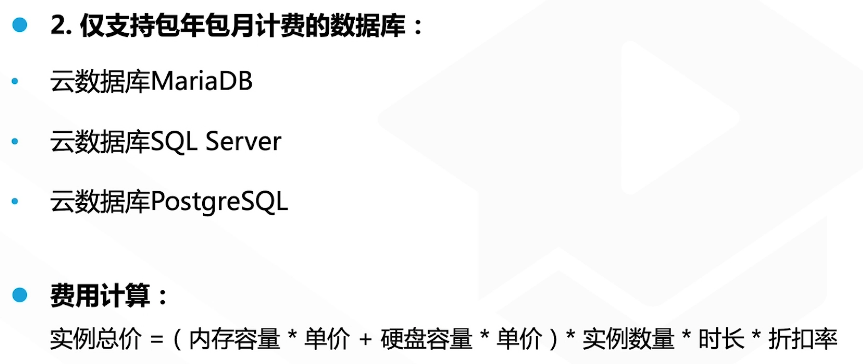 2. 仅支持包年包月计费的数据库：
云数据库MariaDB
云数据库SQL Server
云数据库PostgreSQL
费用计算：
实例总价 =（内存容量 * 单价 + 硬盘容量 * 单价）* 实例数量 * 时长 * 折扣率